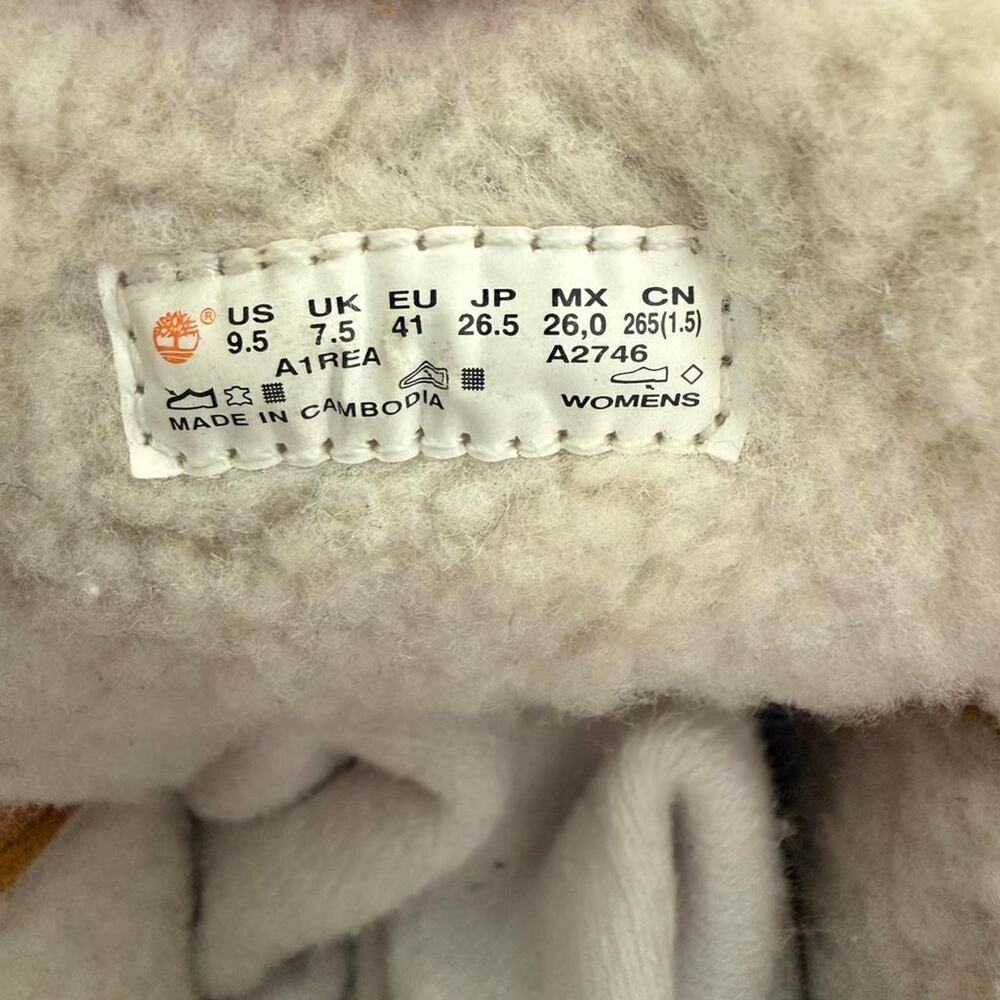 ® US UK EU JP MX CN
9.5 7.5 41 26.5 26,0 265(1.5)
A1REA A2746
MADE IN CAMBODIA WOMENS